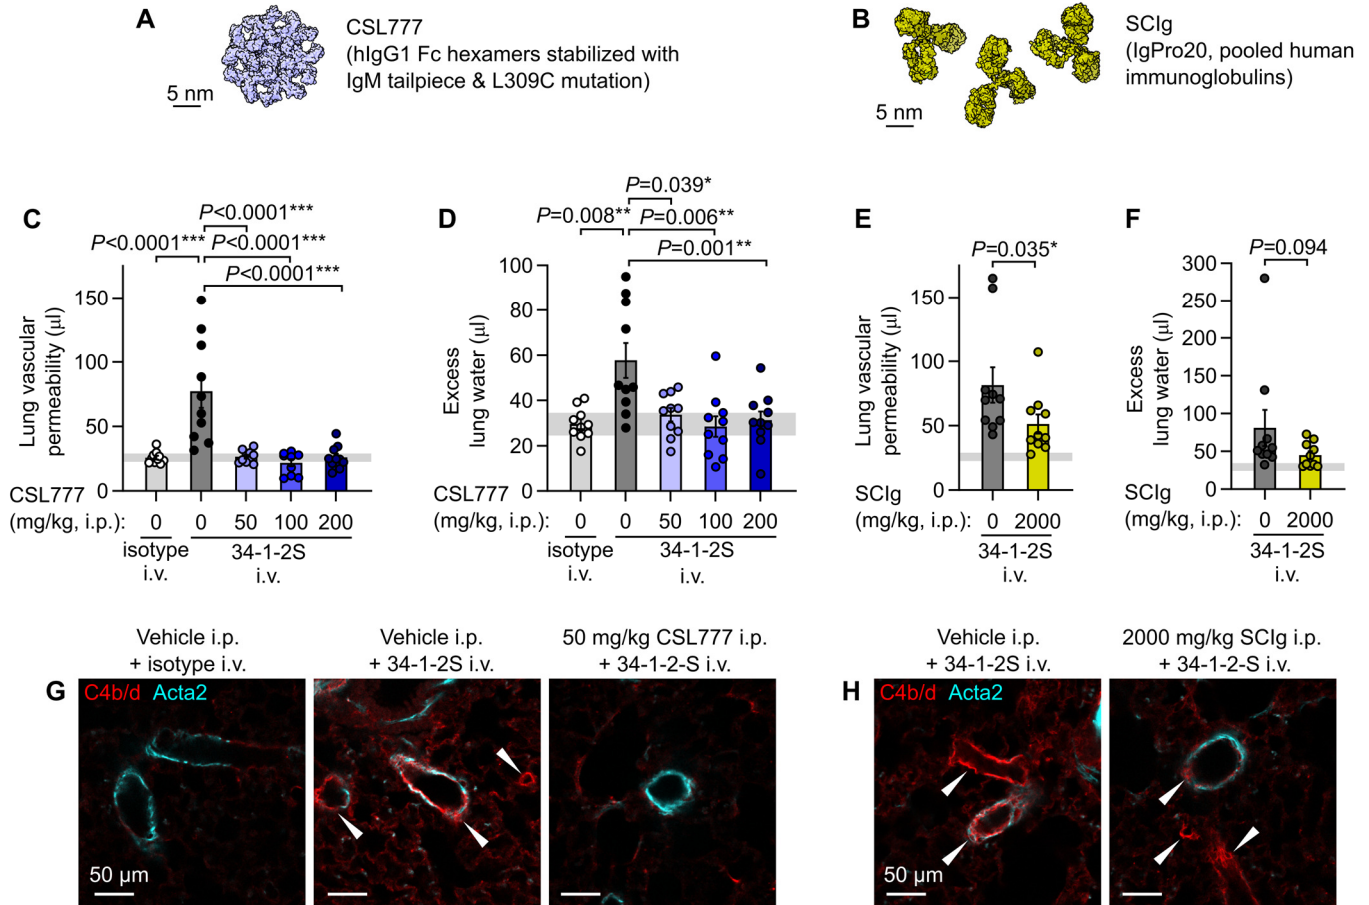 A
CSL777
(hIgG1 Fc hexamers stabilized with
IgM tailpiece & L309C mutation)
5 nm
B
SCIg
(IgPro20, pooled human
immunoglobulins)
5 nm
C
P<0.0001***
P<0.0001***
P<0.0001***
P<0.0001***
Lung vascular
permeability (µl)
150
100
50
0
CSL777
(mg/kg, i.p.):
0
0
50
100
200
isotype
i.v.
34-1-2S
i.v.
D
P=0.039*
P=0.008**
P=0.006**
P=0.001**
Excess
lung water (µl)
100
80
60
40
20
0
CSL777
(mg/kg, i.p.):
0
0
50
100
200
isotype
i.v.
34-1-2S
i.v.
E
P=0.035*
Lung vascular
permeability (µl)
150
100
50
0
SCIg
(mg/kg, i.p.):
0
2000
34-1-2S
i.v.
F
P=0.094
Excess
lung water (µl)
300
250
200
150
100
50
0
SCIg
(mg/kg, i.p.):
0
2000
34-1-2S
i.v.
G
Vehicle i.p.
+ isotype i.v.
Vehicle i.p.
+ 34-1-2S i.v.
50 mg/kg CSL777 i.p.
+ 34-1-2-S i.v.
C4b/d Acta2
50 µm
H
Vehicle i.p.
+ 34-1-2S i.v.
2000 mg/kg SCIg i.p.
+ 34-1-2-S i.v.
C4b/d Acta2
50 µm